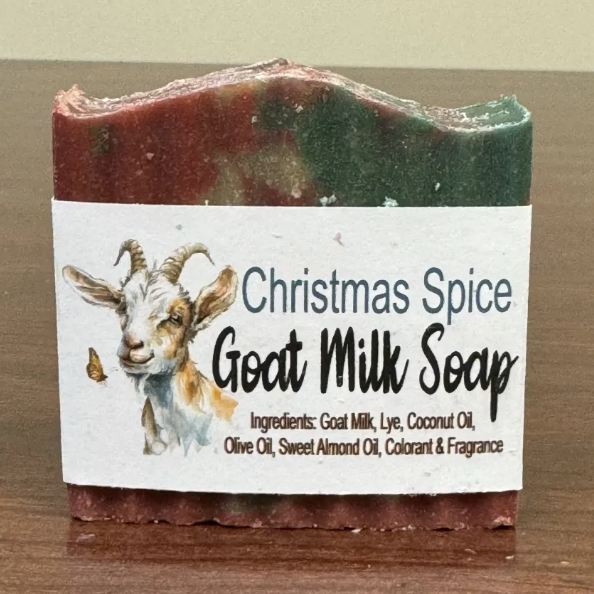 Christmas Spice
Goat Milk Soap
Ingredients: Goat Milk, Lye, Coconut Oil,
Olive Oil, Sweet Almond Oil, Colorant & Fragrance